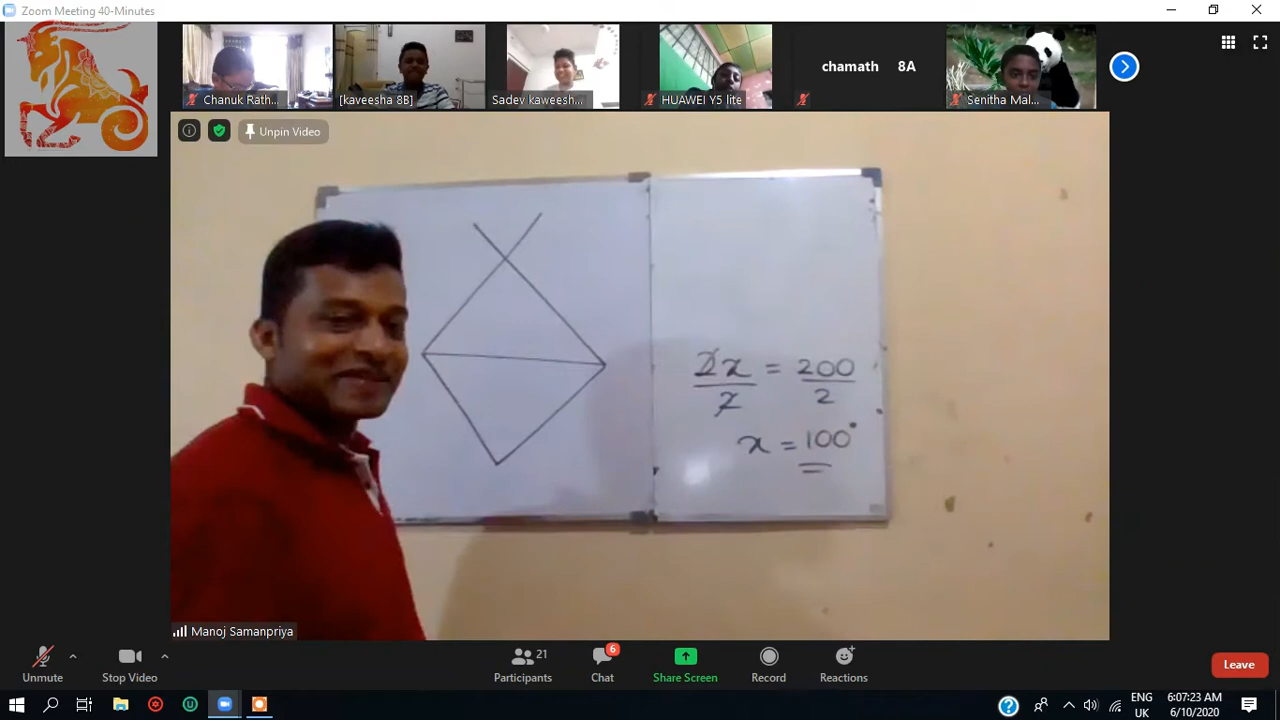 Zoom Meeting 40-Minutes
Chanuk Rath...
[kaveesha 8B]
Sadev kaweesh...
HUAWEI Y5 lite
chamath 8A
Senitha Mal...
Unpin Video
2x = 200
2 2
x = 100°
Manoj Samanpriya
Unmute
Stop Video
21
Participants
6
Chat
Share Screen
Record
Reactions
Leave
ENG
UK
6:07:23 AM
6/10/2020